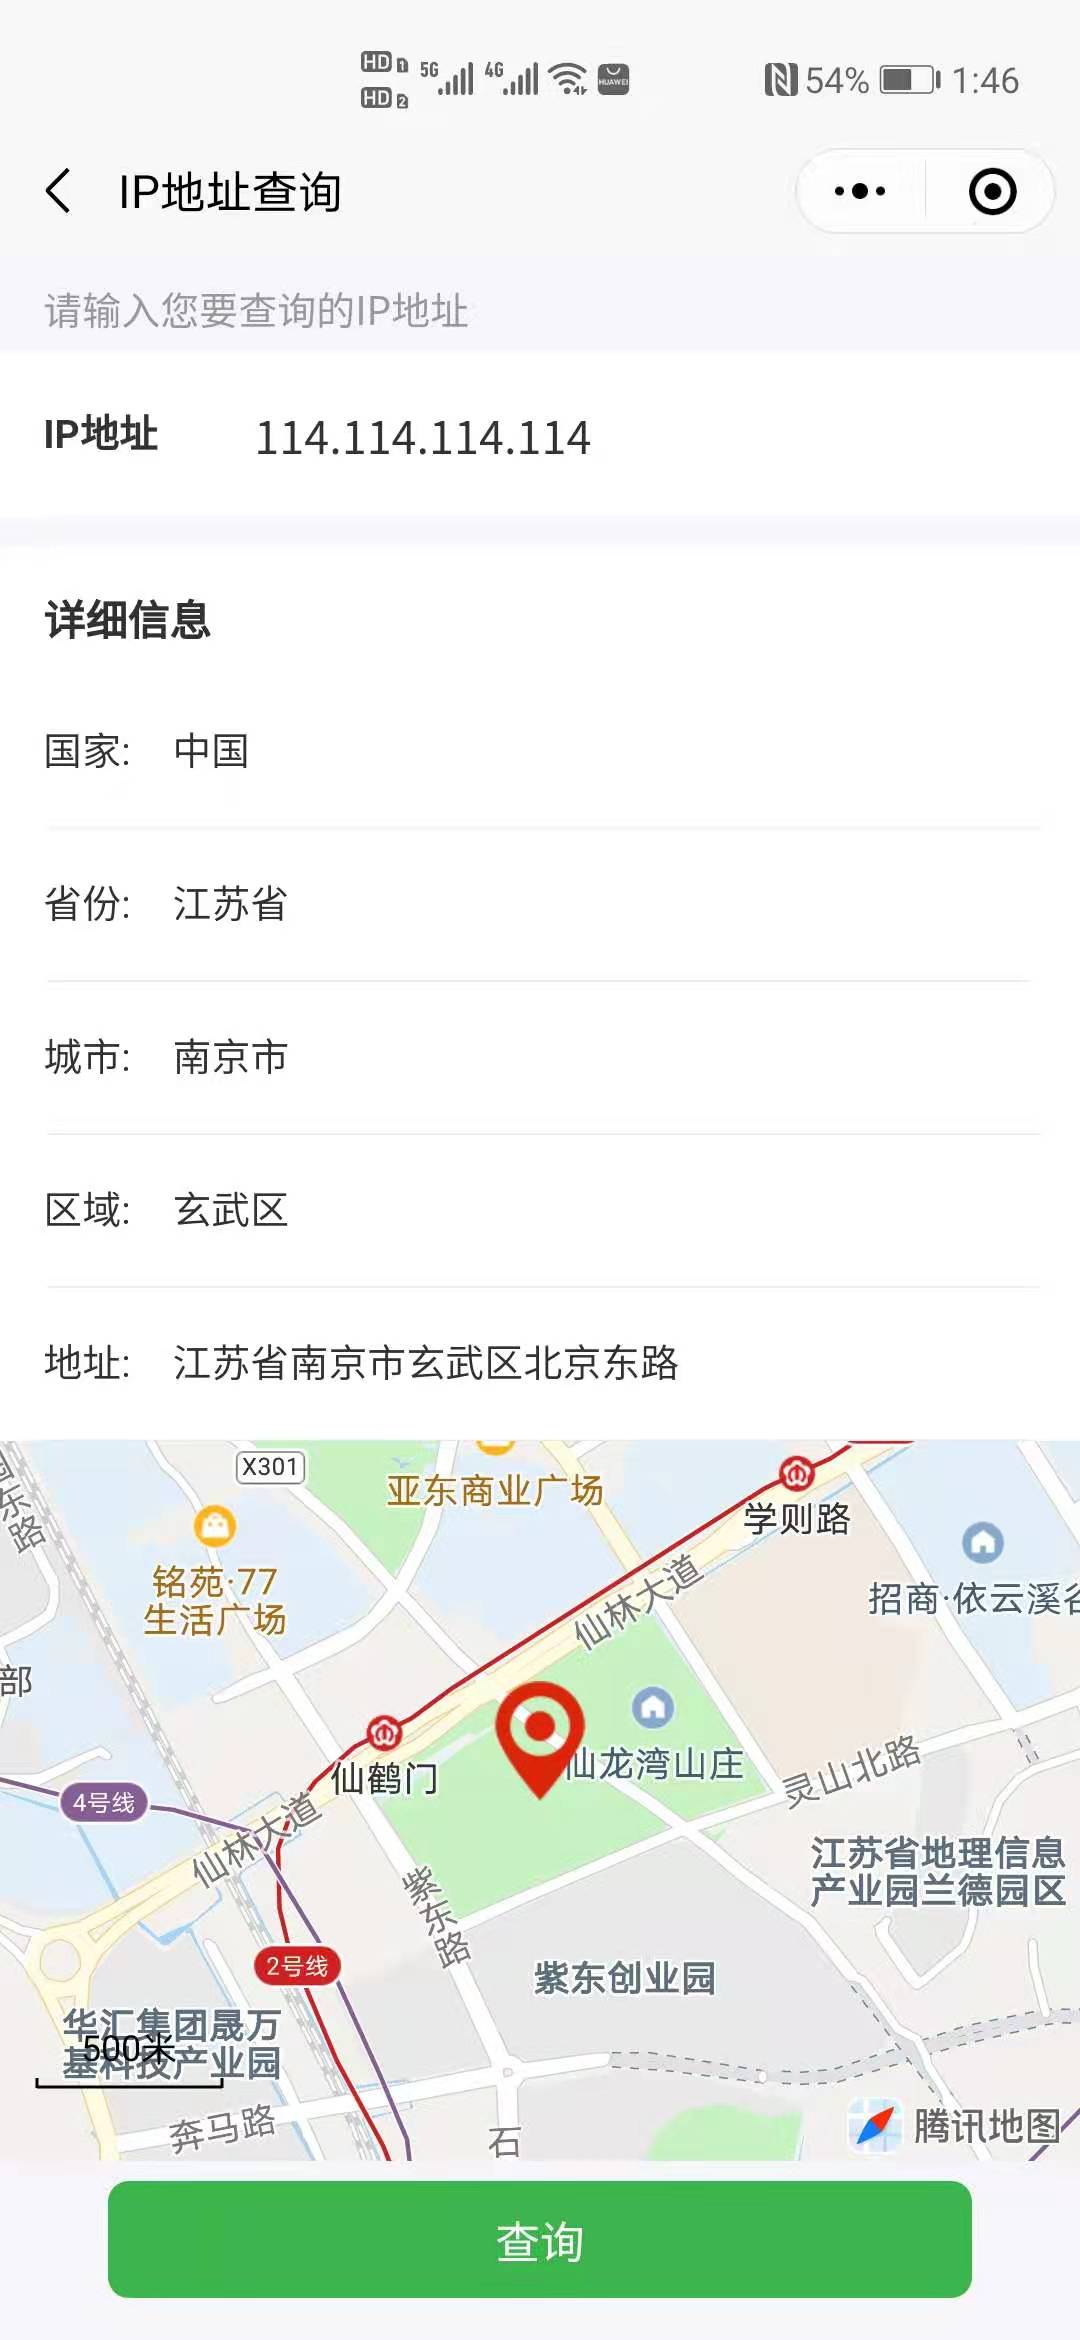 HD 1 5G 4G HUAWEI 54% 1:46
HD 2
IP地址查询
请输入您要查询的IP地址
IP地址 114.114.114.114
详细信息
国家: 中国
省份: 江苏省
城市: 南京市
区域: 玄武区
地址: 江苏省南京市玄武区北京东路
X301
亚东商业广场
学则路
东路
铭苑·77
生活广场
招商·依云溪谷
仙林大道
部
仙龙湾山庄
仙鹤门
灵山北路
4号线
仙林大道
江苏省地理信息
产业园兰德园区
紫东路
2号线
紫东创业园
华汇集团晟万
基科技产业园
500米
奔马路
石
腾讯地图
查询